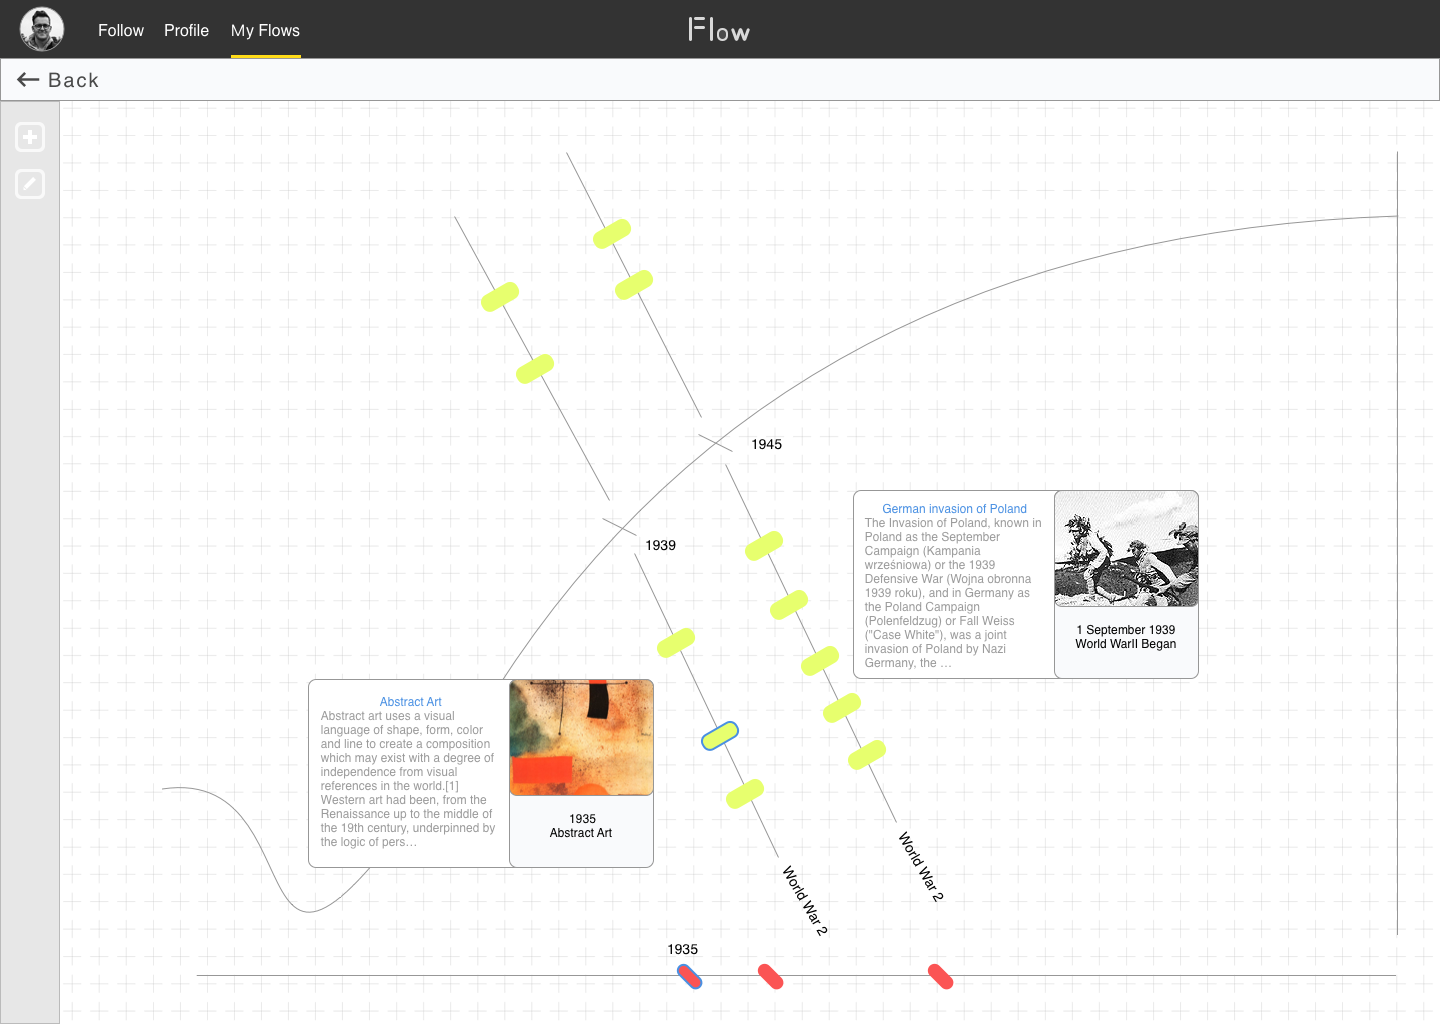 Follow
Profile
My Flows
Flow
Back
1945
1939
German invasion of Poland
The Invasion of Poland, known in
Poland as the September
Campaign (Kampania
wrześniowa) or the 1939
Defensive War (Wojna obronna
1939 roku), and in Germany as
the Poland Campaign
(Polenfeldzug) or Fall Weiss
("Case White"), was a joint
invasion of Poland by Nazi
Germany, the …
1 September 1939
World WarII Began
Abstract Art
Abstract art uses a visual
language of shape, form, color
and line to create a composition
which may exist with a degree of
independence from visual
references in the world.[1]
Western art had been, from the
Renaissance up to the middle of
the 19th century, underpinned by
the logic of pers…
1935
Abstract Art
World War 2
World War 2
1935